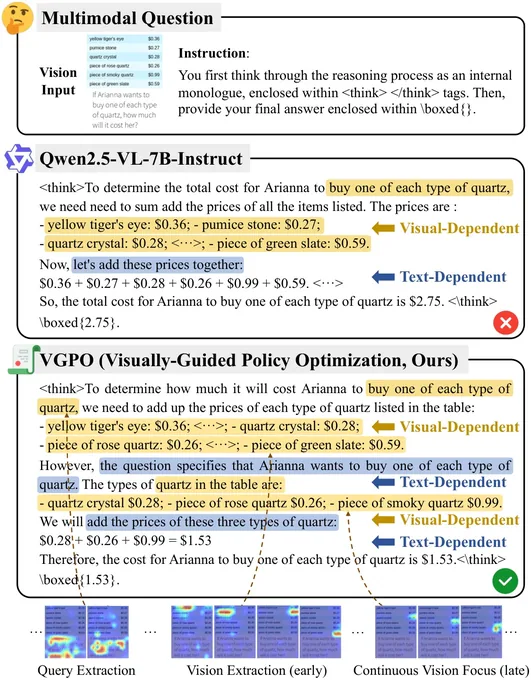 Multimodal Question
Vision
Input
yellow tiger's eye $0.36
pumice stone $0.27
quartz crystal $0.28
piece of rose quartz $0.26
piece of smoky quartz $0.99
piece of green slate $0.59
If Arianna wants to
buy one of each type
of quartz, how much
will it cost her?
Instruction:
You first think through the reasoning process as an internal
monologue, enclosed within <think> </think> tags. Then,
provide your final answer enclosed within \boxed{}.
Qwen2.5-VL-7B-Instruct
<think>To determine the total cost for Arianna to buy one of each type of quartz,
we need need to sum add the prices of all the items listed. The prices are :
- yellow tiger's eye: $0.36; - pumice stone: $0.27;
- quartz crystal: $0.28; <···>; - piece of green slate: $0.59.
Visual-Dependent
Now, let's add these prices together:
$0.36 + $0.27 + $0.28 + $0.26 + $0.99 + $0.59. <···>
Text-Dependent
So, the total cost for Arianna to buy one of each type of quartz is $2.75. <\think>
\boxed{2.75}.
VGPO (Visually-Guided Policy Optimization, Ours)
<think>To determine how much it will cost Arianna to buy one of each type of
quartz, we need to add up the prices of each type of quartz listed in the table:
- yellow tiger's eye: $0.36; <···>; - quartz crystal: $0.28;
- piece of rose quartz: $0.26; <···>; - piece of green slate: $0.59.
Visual-Dependent
However, the question specifies that Arianna wants to buy one of each type of
quartz. The types of quartz in the table are:
Text-Dependent
- quartz crystal $0.28; - piece of rose quartz $0.26; - piece of smoky quartz $0.99.
We will add the prices of these three types of quartz:
Visual-Dependent
$0.28 + $0.26 + $0.99 = $1.53
Text-Dependent
Therefore, the cost for Arianna to buy one of each type of quartz is $1.53.<\think>
\boxed{1.53}.
Query Extraction
Vision Extraction (early)
Continuous Vision Focus (late)